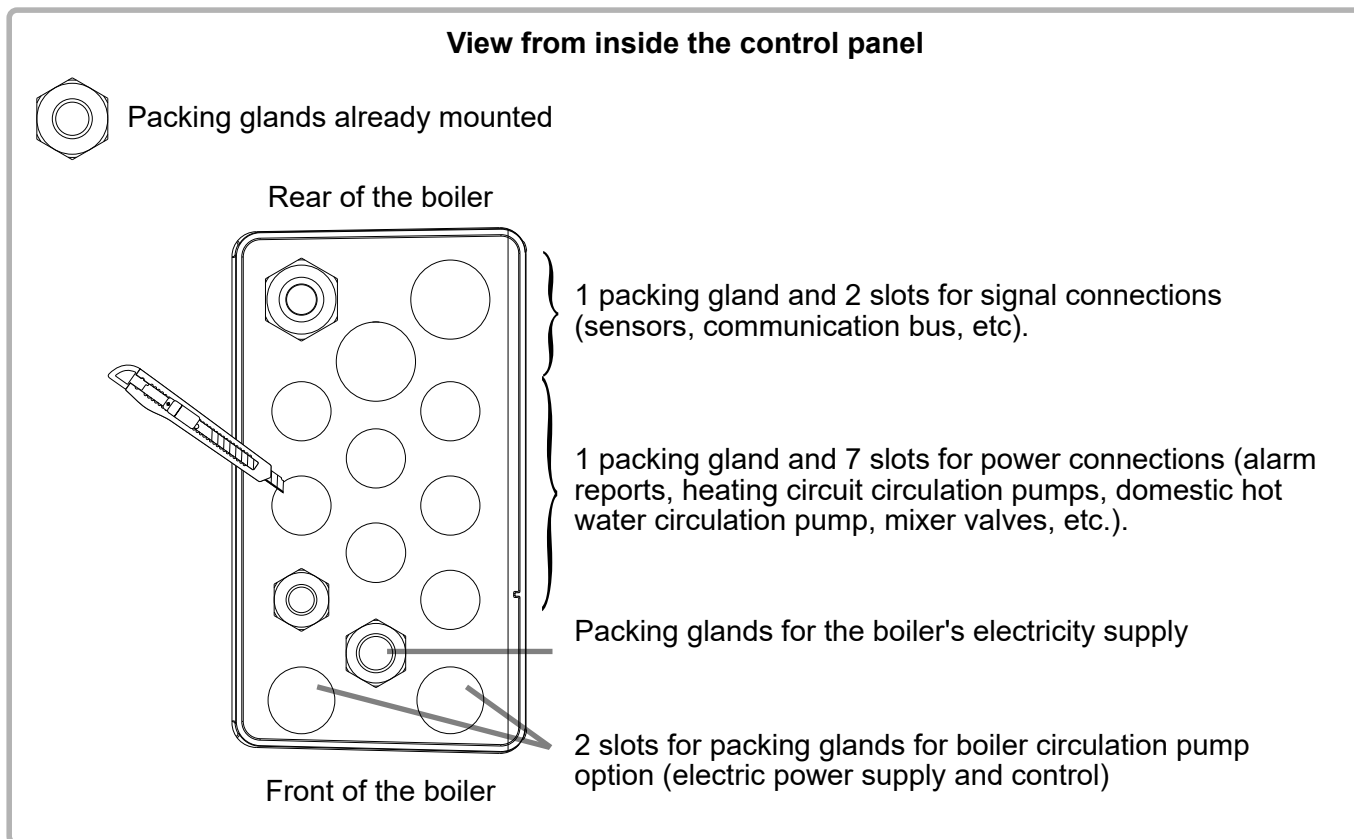 View from inside the control panel
Packing glands already mounted
Rear of the boiler
1 packing gland and 2 slots for signal connections
(sensors, communication bus, etc).
1 packing gland and 7 slots for power connections (alarm
reports, heating circuit circulation pumps, domestic hot
water circulation pump, mixer valves, etc.).
Packing glands for the boiler's electricity supply
2 slots for packing glands for boiler circulation pump
option (electric power supply and control)
Front of the boiler